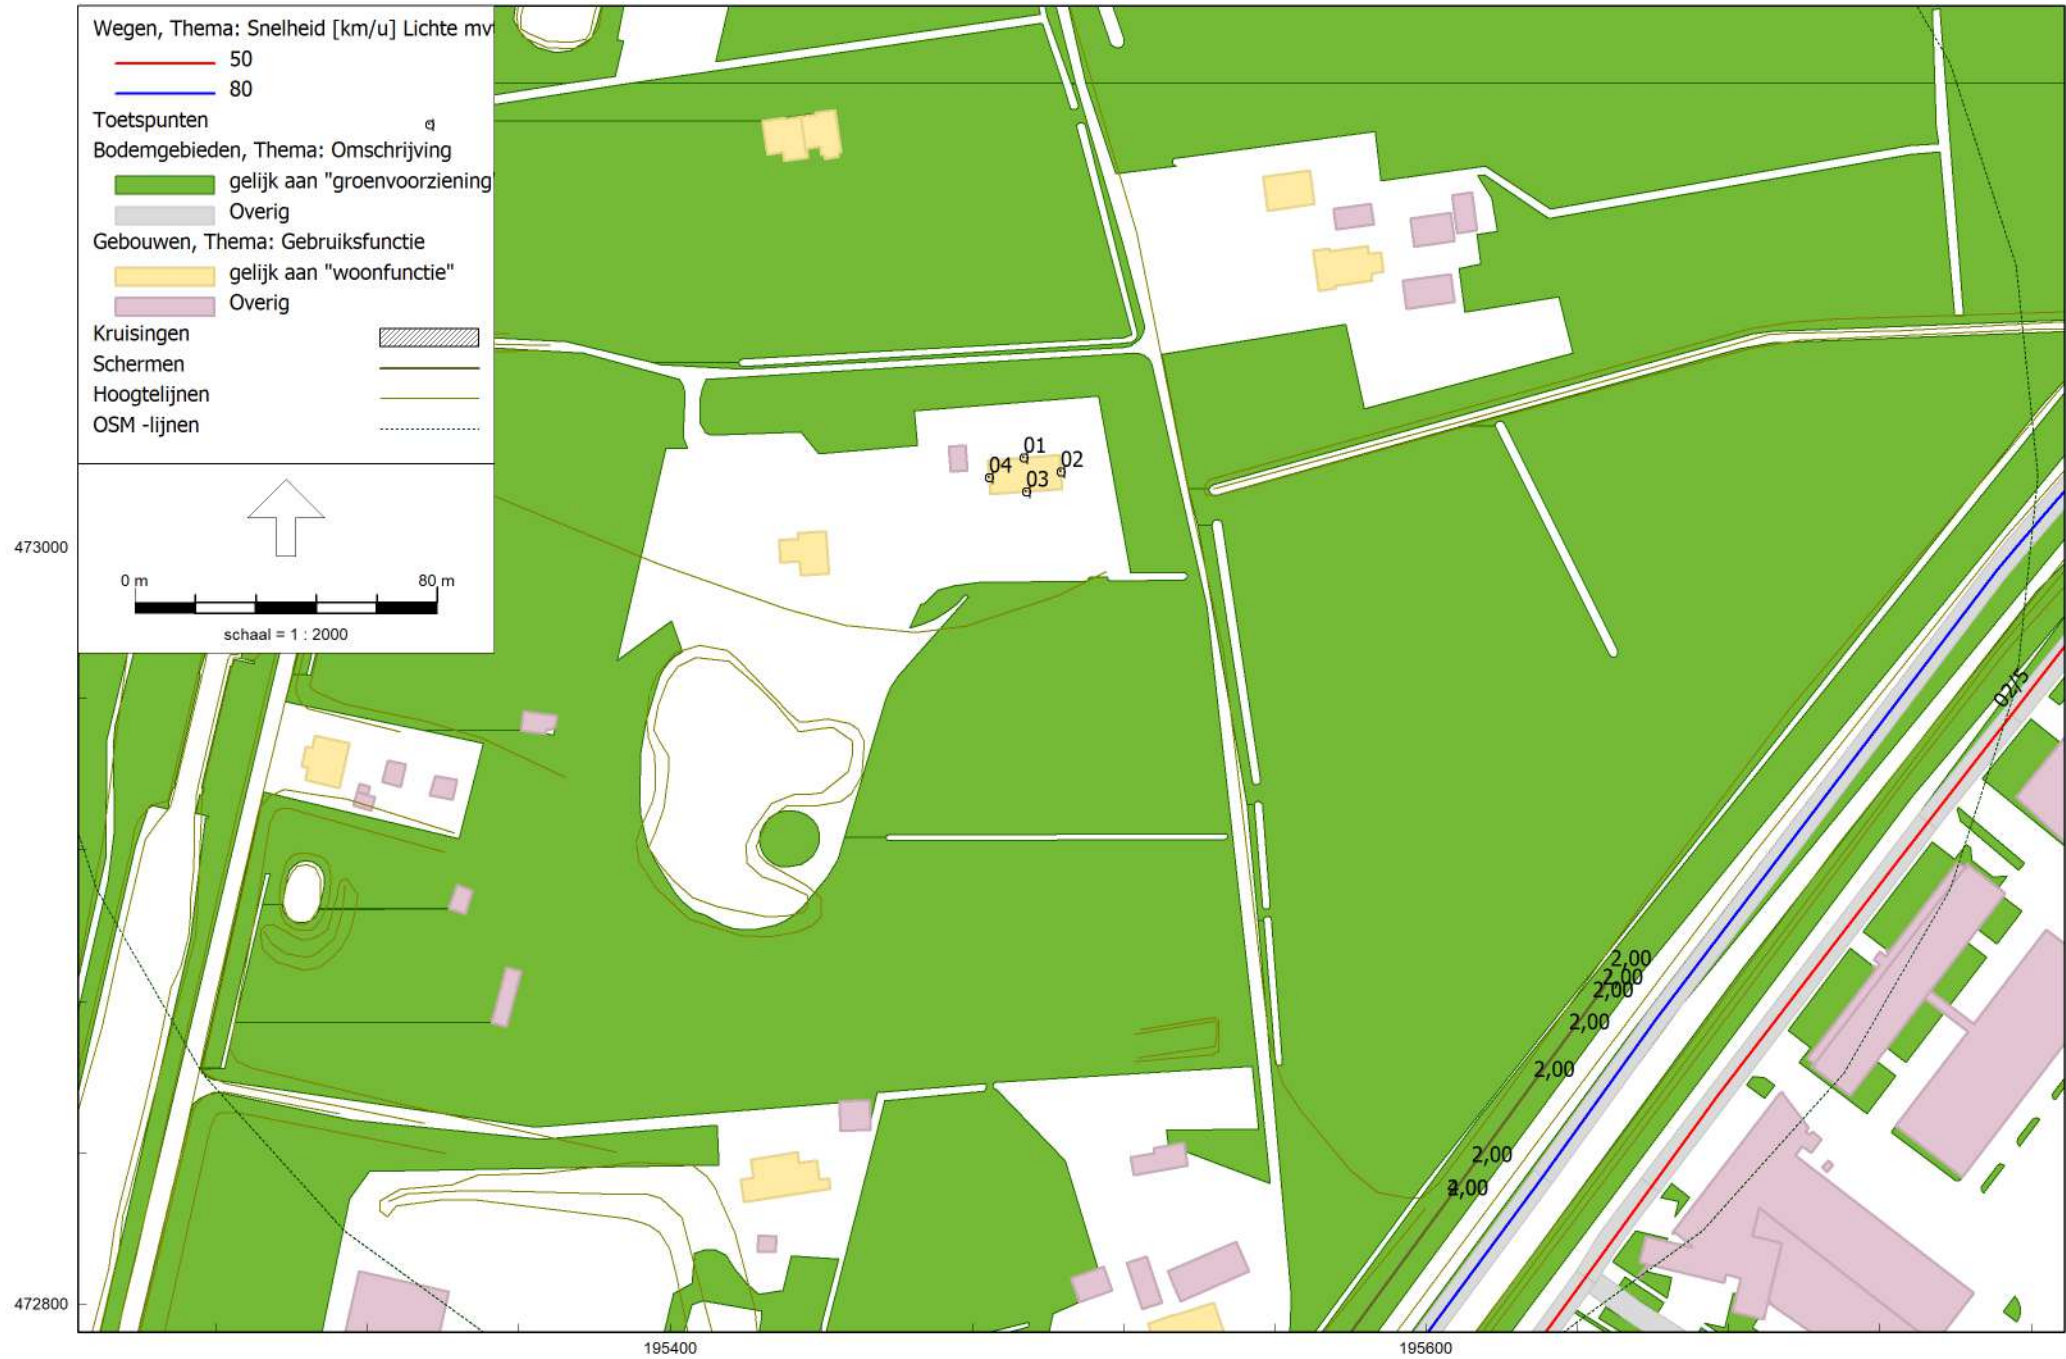 Wegen, Thema: Snelheid [km/u] Lichte mv
50
80
Toetspunten
Bodemgebieden, Thema: Omschrijving
gelijk aan "groenvoorziening"
Overig
Gebouwen, Thema: Gebruiksfunctie
gelijk aan "woonfunctie"
Overig
Kruisingen
Schermen
Hoogtelijnen
OSM -lijnen
0 m 80 m
schaal = 1 : 2000
01
02
04
03
473000
02/5
2,00
2,00
2,00
2,00
2,00
2,00
472800
195400
195600